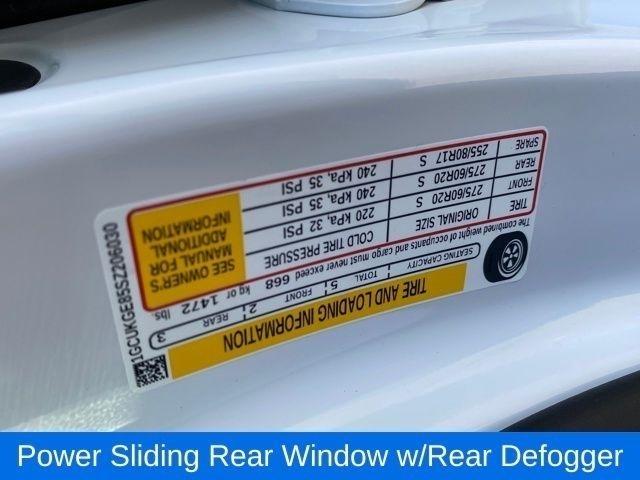 TIRE AND LOADING INFORMATION
SEATING CAPACITY TOTAL 5 FRONT 2 REAR 3
The combined weight of occupants and cargo must never exceed 668 kg or 1472 lbs
TIRE ORIGINAL SIZE COLD TIRE PRESSURE
FRONT 275/60R20 S 220 kPa, 32 PSI
REAR 275/60R20 S 240 kPa, 35 PSI
SPARE 255/80R17 S 240 kPa, 35 PSI
SEE OWNER'S
MANUAL FOR
ADDITIONAL
INFORMATION
1GCUKGE85SZ206030
Power Sliding Rear Window w/Rear Defogger